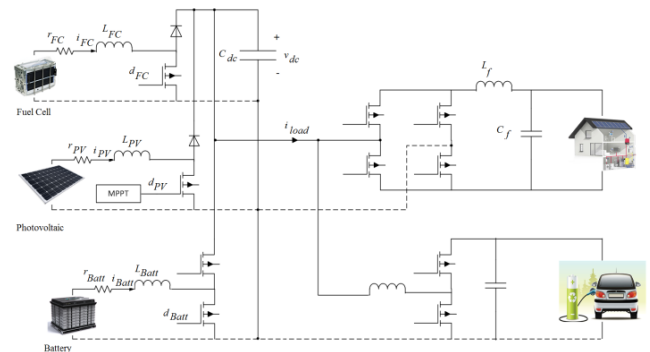 r_FC i_FC L_FC
d_FC
C_dc
+
v_dc
-
Fuel Cell
r_PV i_PV L_PV
MPPT
d_PV
Photovoltaic
i_load
L_f
C_f
r_Batt i_Batt L_Batt
d_Batt
Battery